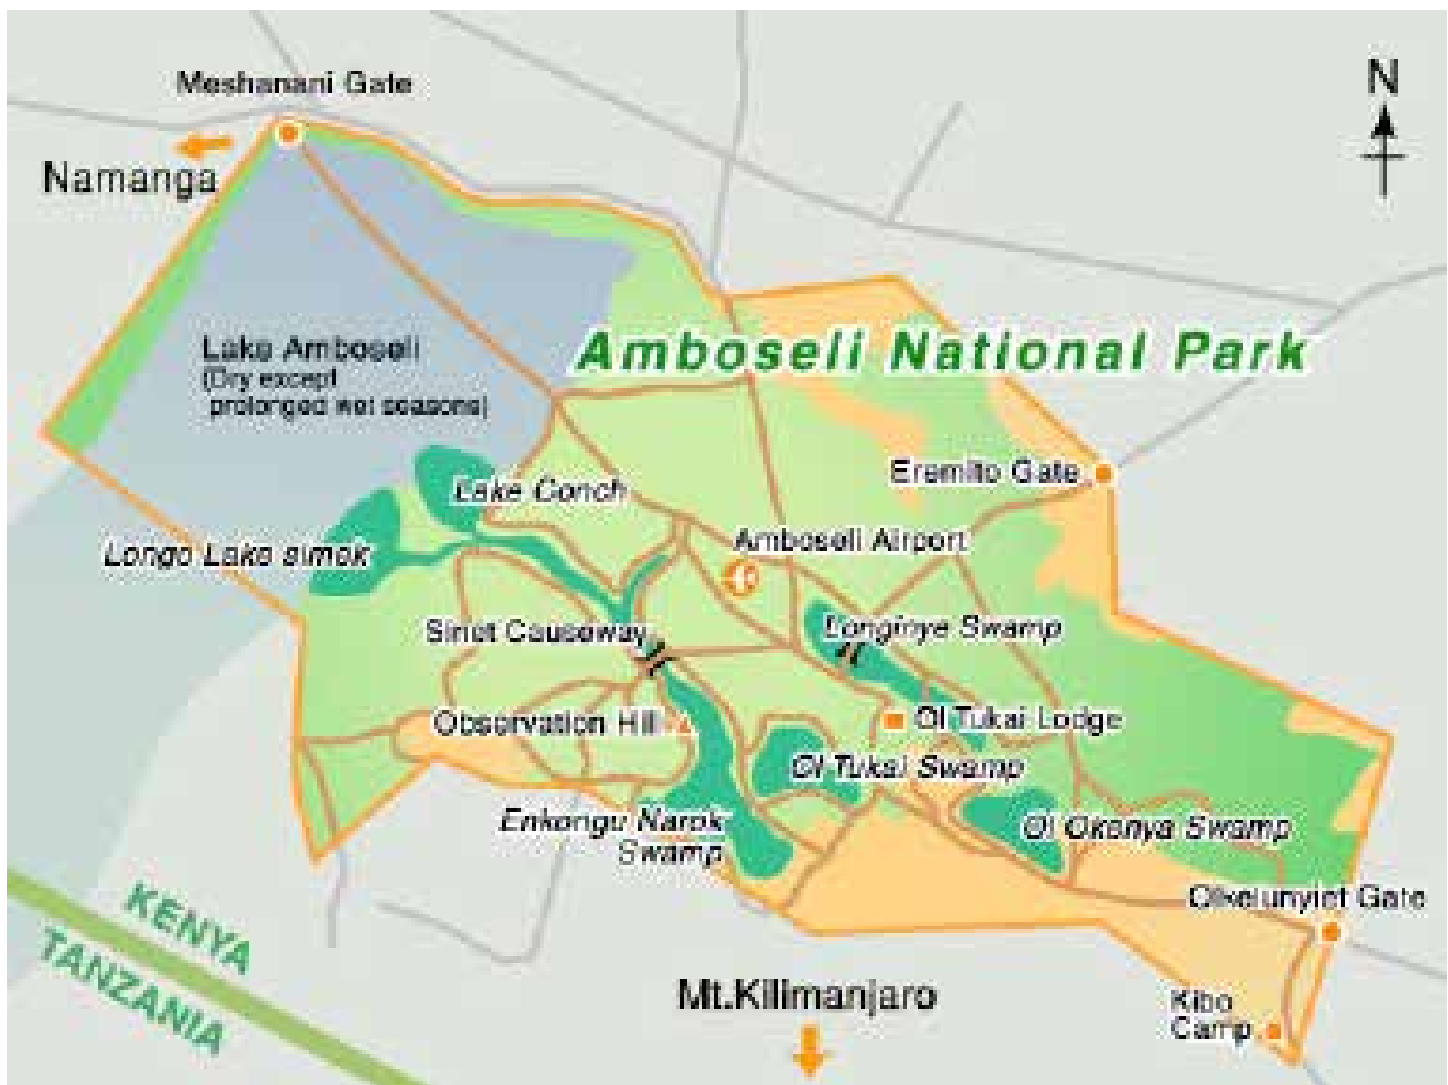 Meshanani Gate
N
Namanga
Lake Amboseli
(Dry except
prolonged wet seasons)
Amboseli National Park
Eremito Gate
Lake Conch
Amboseli Airport
Longo Lake simek
Sinet Causeway
Longinye Swamp
Observation Hill
Ol Tukai Lodge
Ol Tukai Swamp
Enkongu Narok
Swamp
Ol Okenya Swamp
KENYA
TANZANIA
Olkelunyiet Gate
Mt.Kilimanjaro
Kibo
Camp